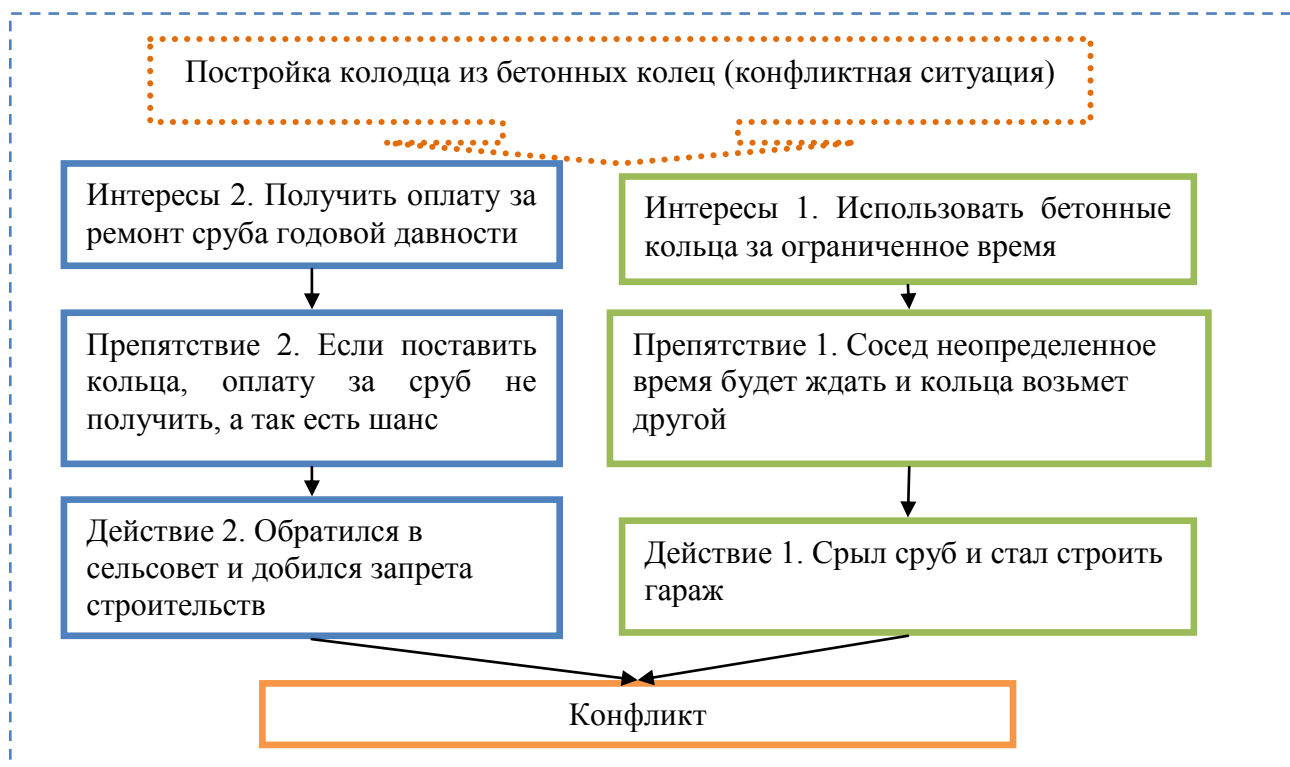 Постройка колодца из бетонных колец (конфликтная ситуация)
Интересы 2. Получить оплату за
ремонт сруба годовой давности
Интересы 1. Использовать бетонные
кольца за ограниченное время
Препятствие 2. Если поставить
кольца, оплату за сруб не
получить, а так есть шанс
Препятствие 1. Сосед неопределенное
время будет ждать и кольца возьмет
другой
Действие 2. Обратился в
сельсовет и добился запрета
строительств
Действие 1. Срыл сруб и стал строить
гараж
Конфликт